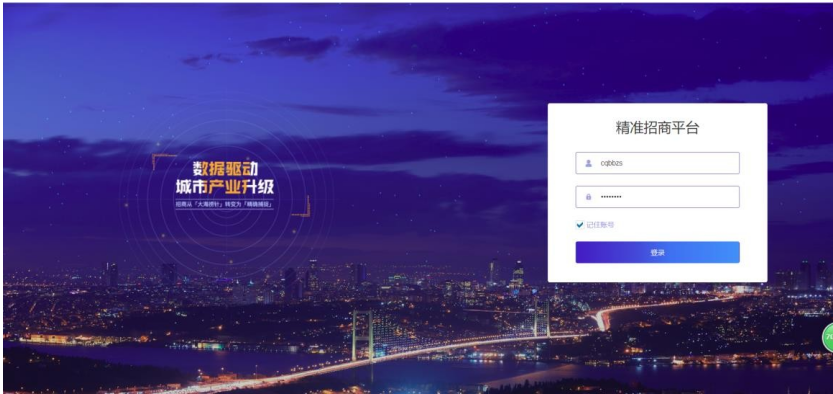 数据驱动
城市产业升级
招商从「大海捞针」转变为「精确捕捉」
精准招商平台
cqbbzs
••••••••
记住账号
登录